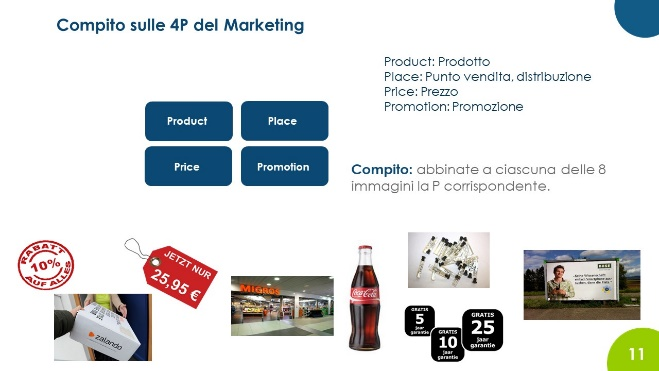 Compito sulle 4P del Marketing
Product: Prodotto
Place: Punto vendita, distribuzione
Price: Prezzo
Promotion: Promozione
Product
Place
Price
Promotion
Compito: abbinate a ciascuna delle 8
immagini la P corrispondente.
RABATT
10%
AUF ALLES
JETZT NUR
25,95 €
MIGROS
Coca-Cola
zalando
GRATIS
5
jaar
garantie
GRATIS
10
jaar
garantie
GRATIS
25
jaar
garantie
11